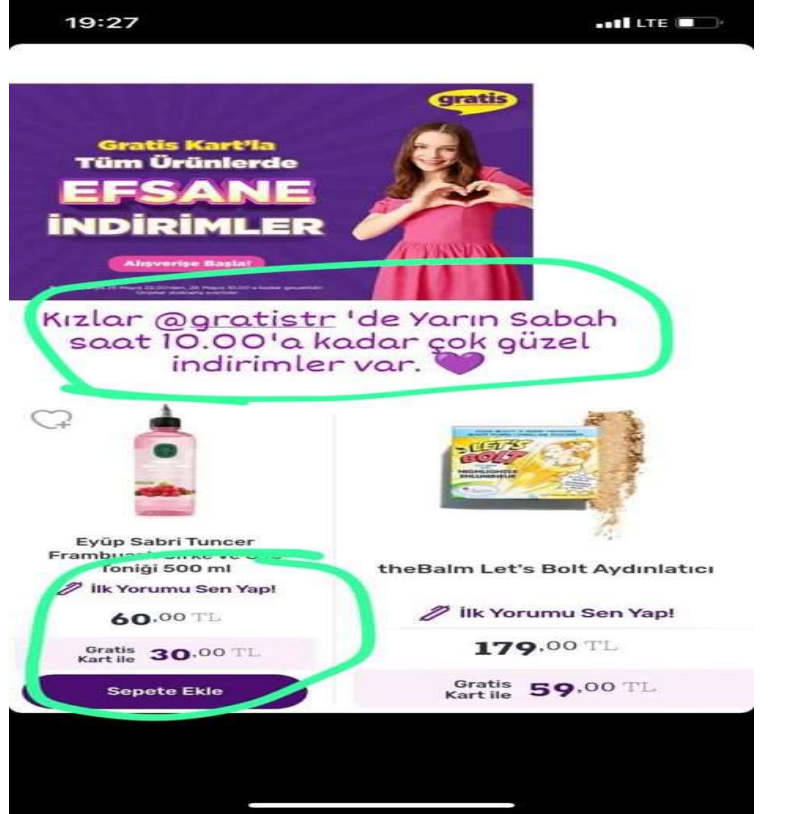 19:27
LTE
gratis
Gratis Kart'la
Tüm Ürünlerde
EFSANE
İNDİRİMLER
Alışverişe Başla!
Kızlar @gratistr 'de Yarın Sabah
saat 10.00'a kadar çok güzel
indirimler var. 💜
LET'S
BOLT
Eyüp Sabri Tuncer
Toniği 500 ml
İlk Yorumu Sen Yap!
60.00 TL
Gratis
Kart ile 30.00 TL
Sepete Ekle
theBalm Let's Bolt Aydınlatıcı
İlk Yorumu Sen Yap!
179.00 TL
Gratis
Kart ile 59.00 TL